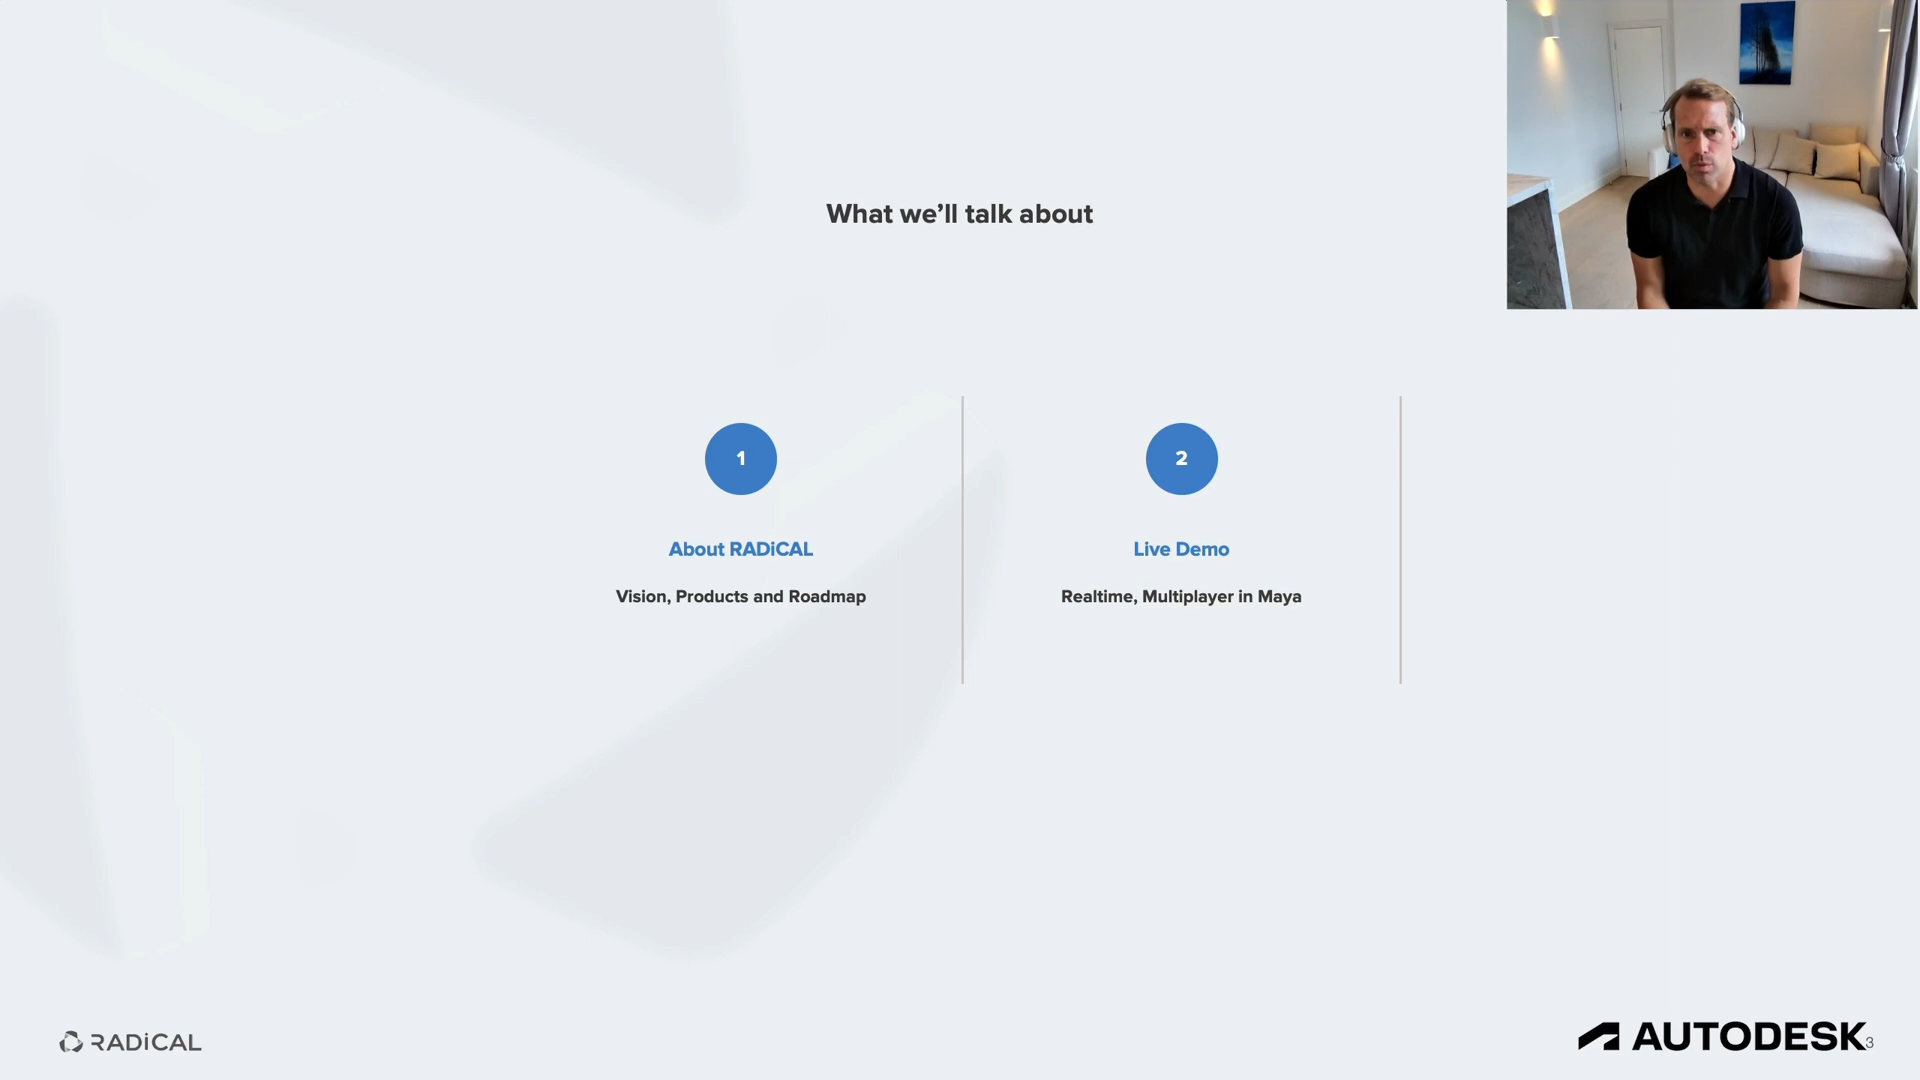 What we’ll talk about
1
2
About RADiCAL
Live Demo
Vision, Products and Roadmap
Realtime, Multiplayer in Maya
RADiCAL
AUTODESK
3